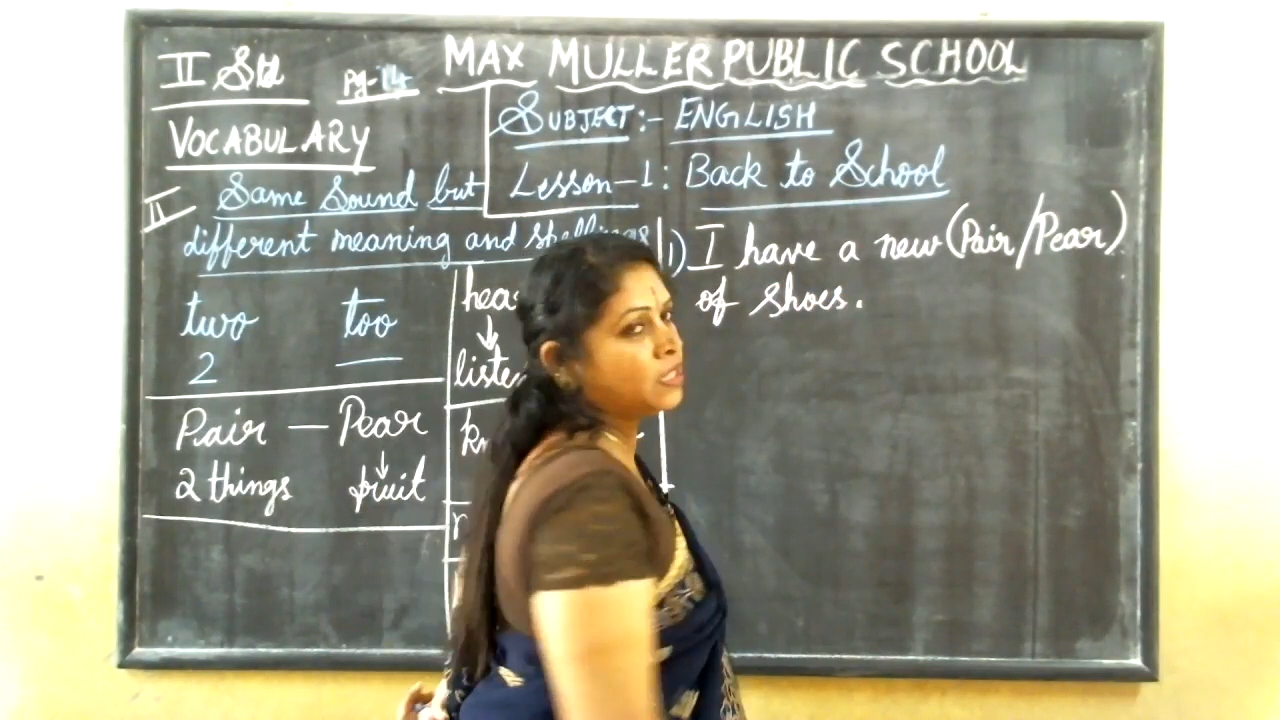 MAX MULLER PUBLIC SCHOOL
II Std Pg-14
SUBJECT:- ENGLISH
VOCABULARY
Lesson-1: Back to School
II Same Sound but
different meaning and spellings
two too
2
Pair – Pear
2 things fruit
1) I have a new (Pair/Pear)
of shoes.